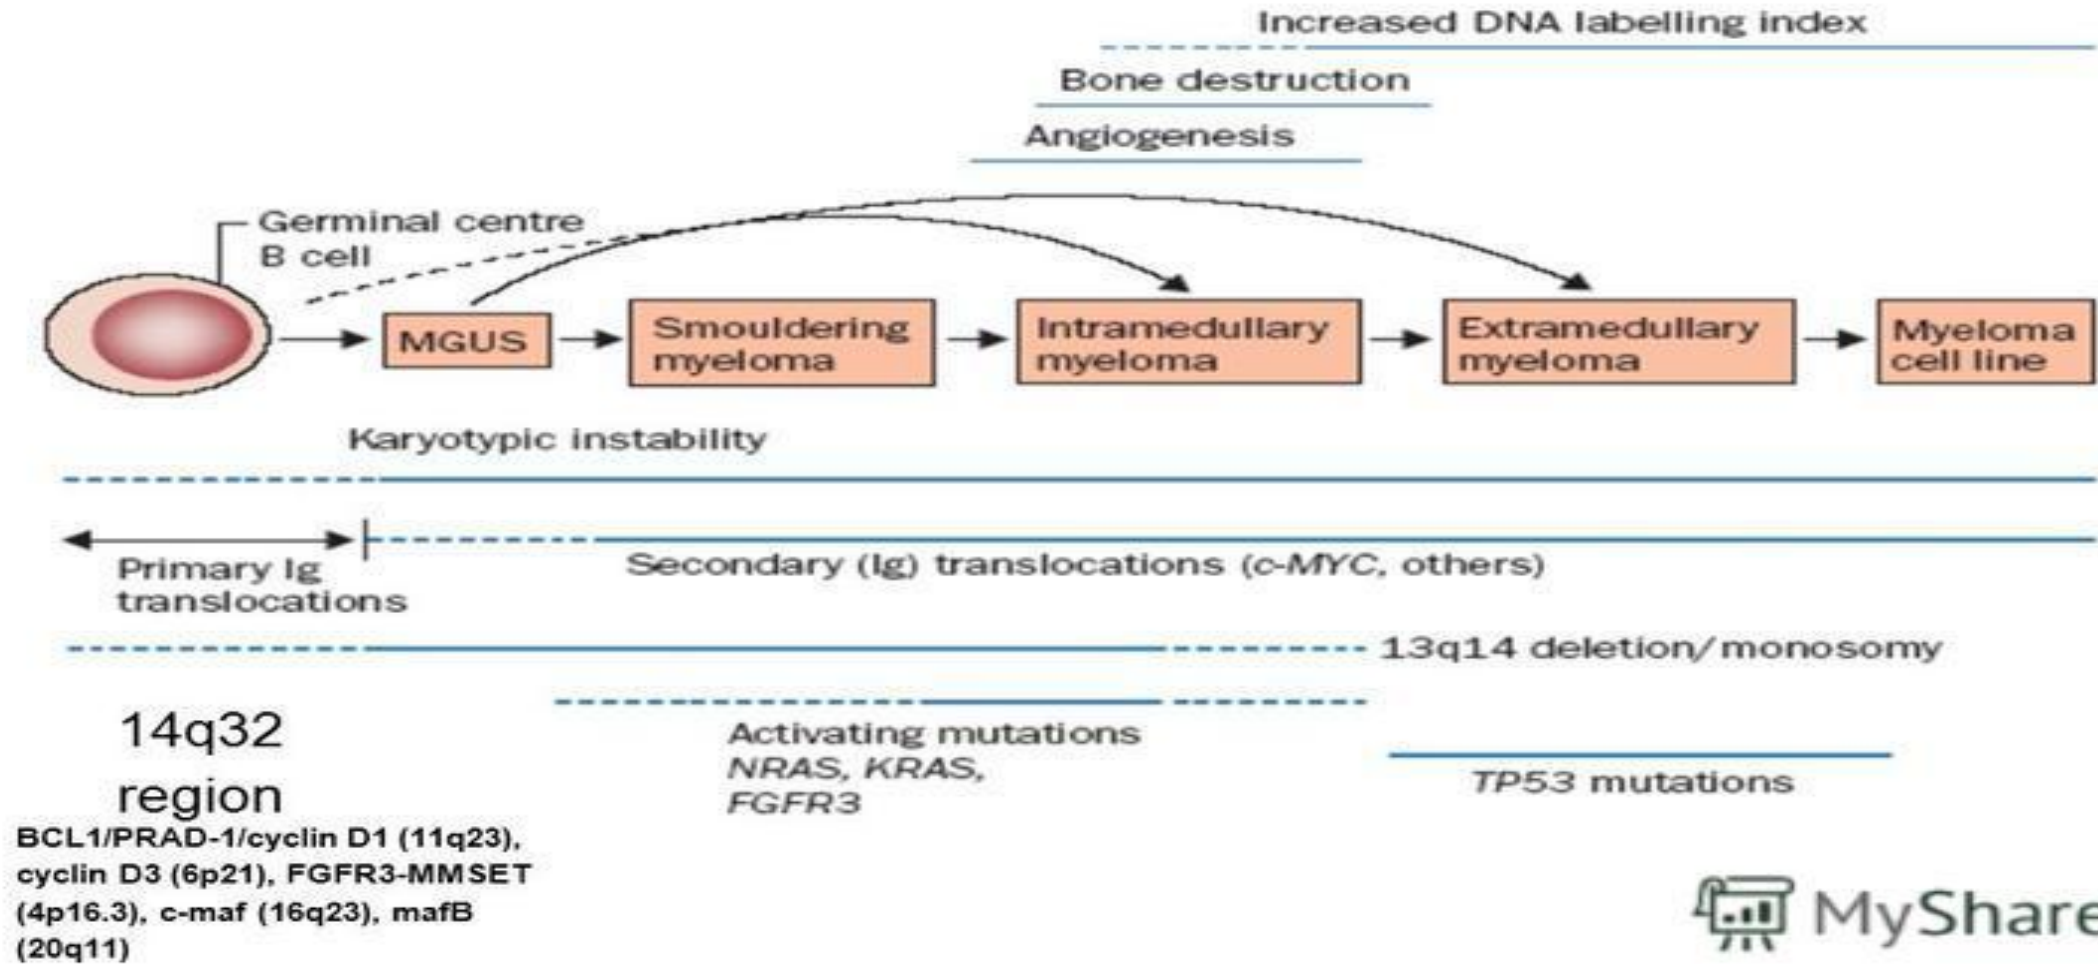 Increased DNA labelling index
Bone destruction
Angiogenesis
Germinal centre
B cell
MGUS
Smouldering
myeloma
Intramedullary
myeloma
Extramedullary
myeloma
Myeloma
cell line
Karyotypic instability
Primary Ig
translocations
Secondary (Ig) translocations (c-MYC, others)
13q14 deletion/monosomy
14q32
region
Activating mutations
NRAS, KRAS,
FGFR3
TP53 mutations
BCL1/PRAD-1/cyclin D1 (11q23),
cyclin D3 (6p21), FGFR3-MMSET
(4p16.3), c-maf (16q23), mafB
(20q11)
MyShare